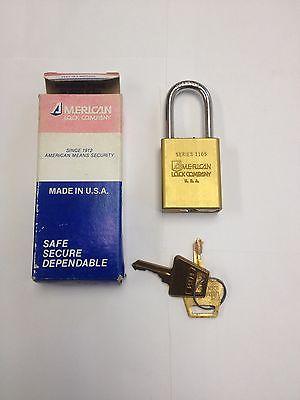 AMERICAN
LOCK COMPANY
SINCE 1912
AMERICAN MEANS SECURITY
MADE IN U.S.A.
SAFE
SECURE
DEPENDABLE
SERIES 1105
AMERICAN
LOCK COMPANY
U.S.A.